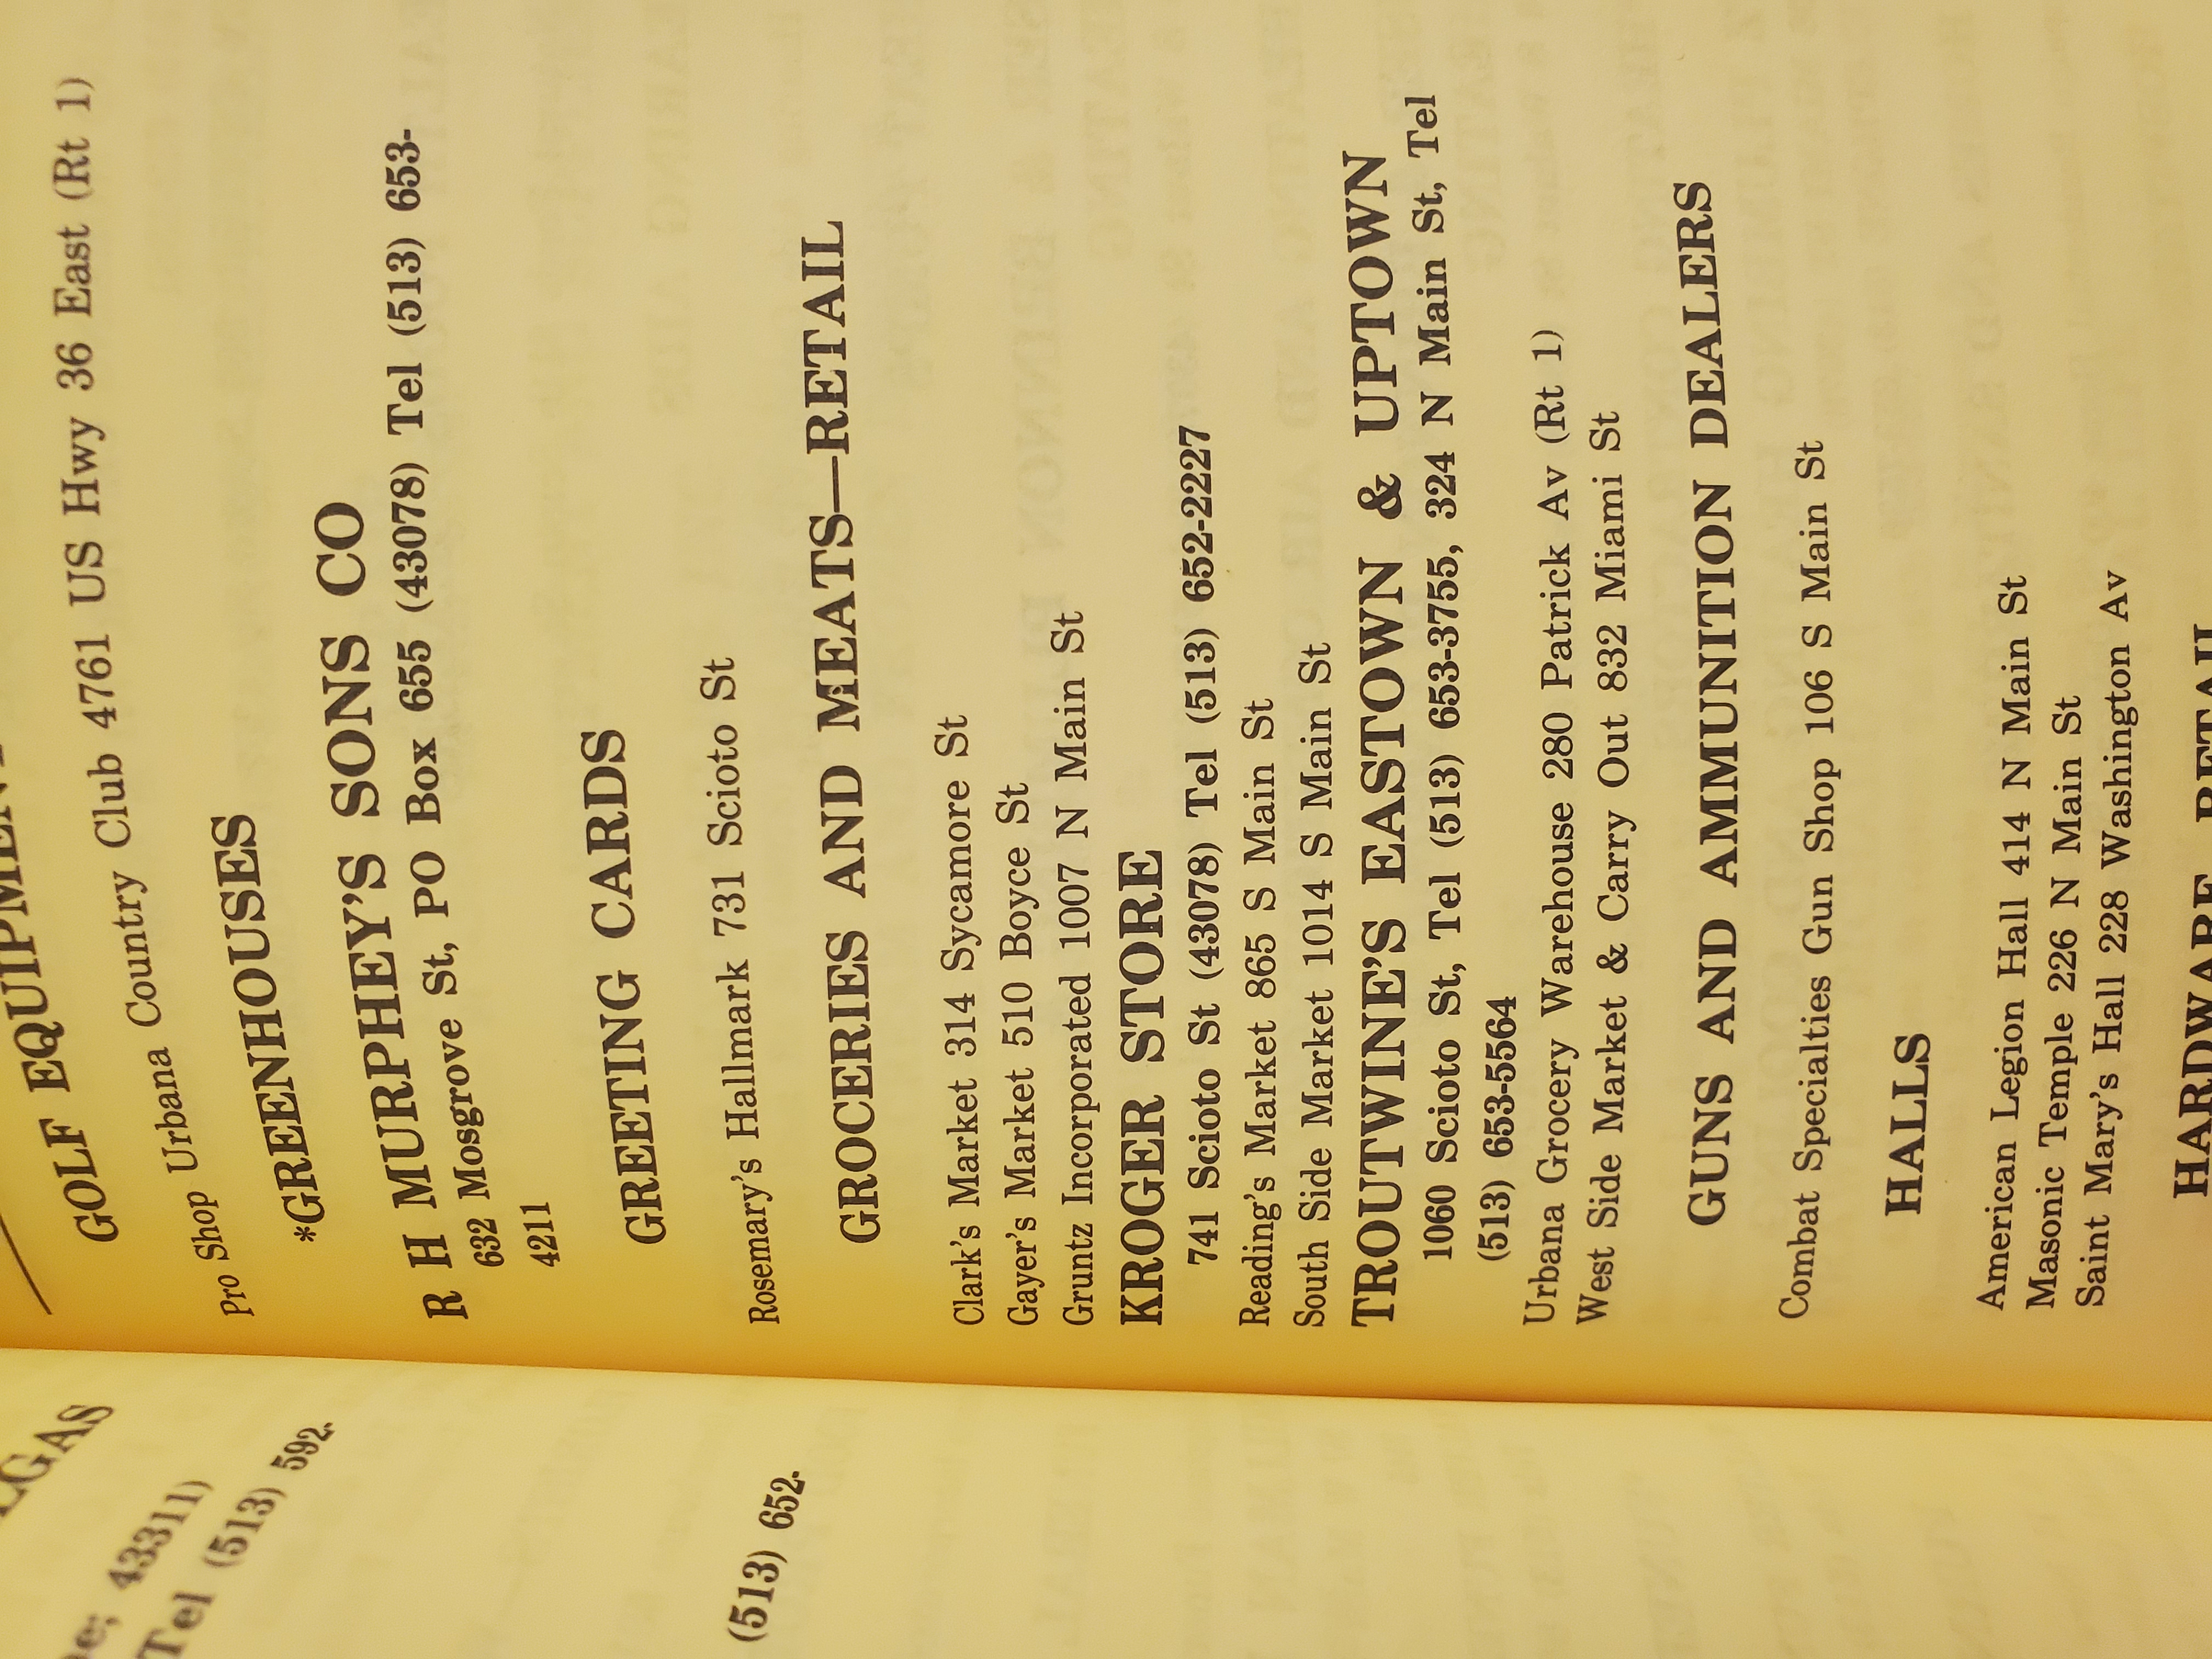 GOLF EQUIPMENT
Pro Shop Urbana Country Club 4761 US Hwy 36 East (Rt 1)
*GREENHOUSES
R H MURPHEY'S SONS CO
632 Mosgrove St, PO Box 655 (43078) Tel (513) 653-
4211
GREETING CARDS
Rosemary's Hallmark 731 Scioto St
GROCERIES AND MEATS—RETAIL
Clark's Market 314 Sycamore St
Gayer's Market 510 Boyce St
Gruntz Incorporated 1007 N Main St
KROGER STORE
741 Scioto St (43078) Tel (513) 652-2227
Reading's Market 865 S Main St
South Side Market 1014 S Main St
TROUTWINE'S EASTOWN & UPTOWN
1060 Scioto St, Tel (513) 653-3755, 324 N Main St, Tel
(513) 653-5564
Urbana Grocery Warehouse 280 Patrick Av (Rt 1)
West Side Market & Carry Out 832 Miami St
GUNS AND AMMUNITION DEALERS
Combat Specialties Gun Shop 106 S Main St
HALLS
American Legion Hall 414 N Main St
Masonic Temple 226 N Main St
Saint Mary's Hall 228 Washington Av
HARDWARE—RETAIL
43311)
Tel (513) 592-
(513) 652-